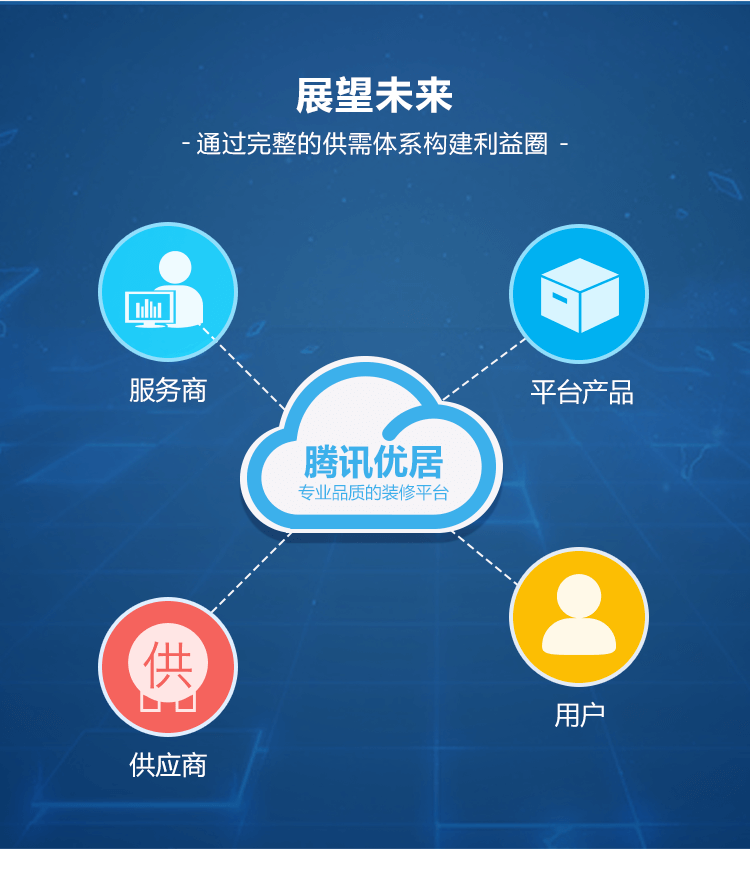 展望未来
- 通过完整的供需体系构建利益圈 -
服务商
平台产品
腾讯优居
专业品质的装修平台
供
用户
供应商